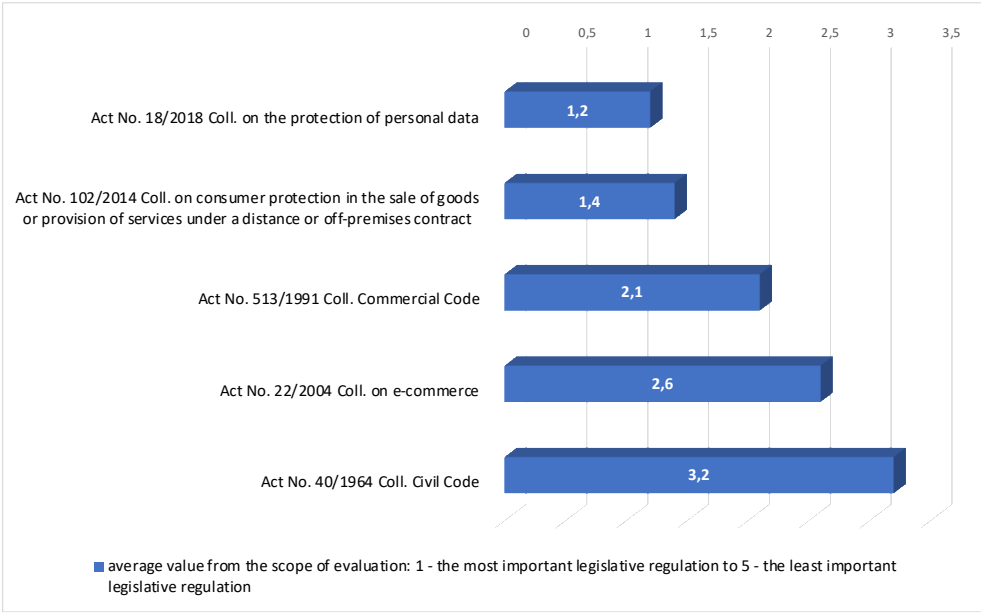 0 0,5 1 1,5 2 2,5 3 3,5
Act No. 18/2018 Coll. on the protection of personal data
1,2
Act No. 102/2014 Coll. on consumer protection in the sale of goods
or provision of services under a distance or off-premises contract
1,4
Act No. 513/1991 Coll. Commercial Code
2,1
Act No. 22/2004 Coll. on e-commerce
2,6
Act No. 40/1964 Coll. Civil Code
3,2
average value from the scope of evaluation: 1 - the most important legislative regulation to 5 - the least important
legislative regulation